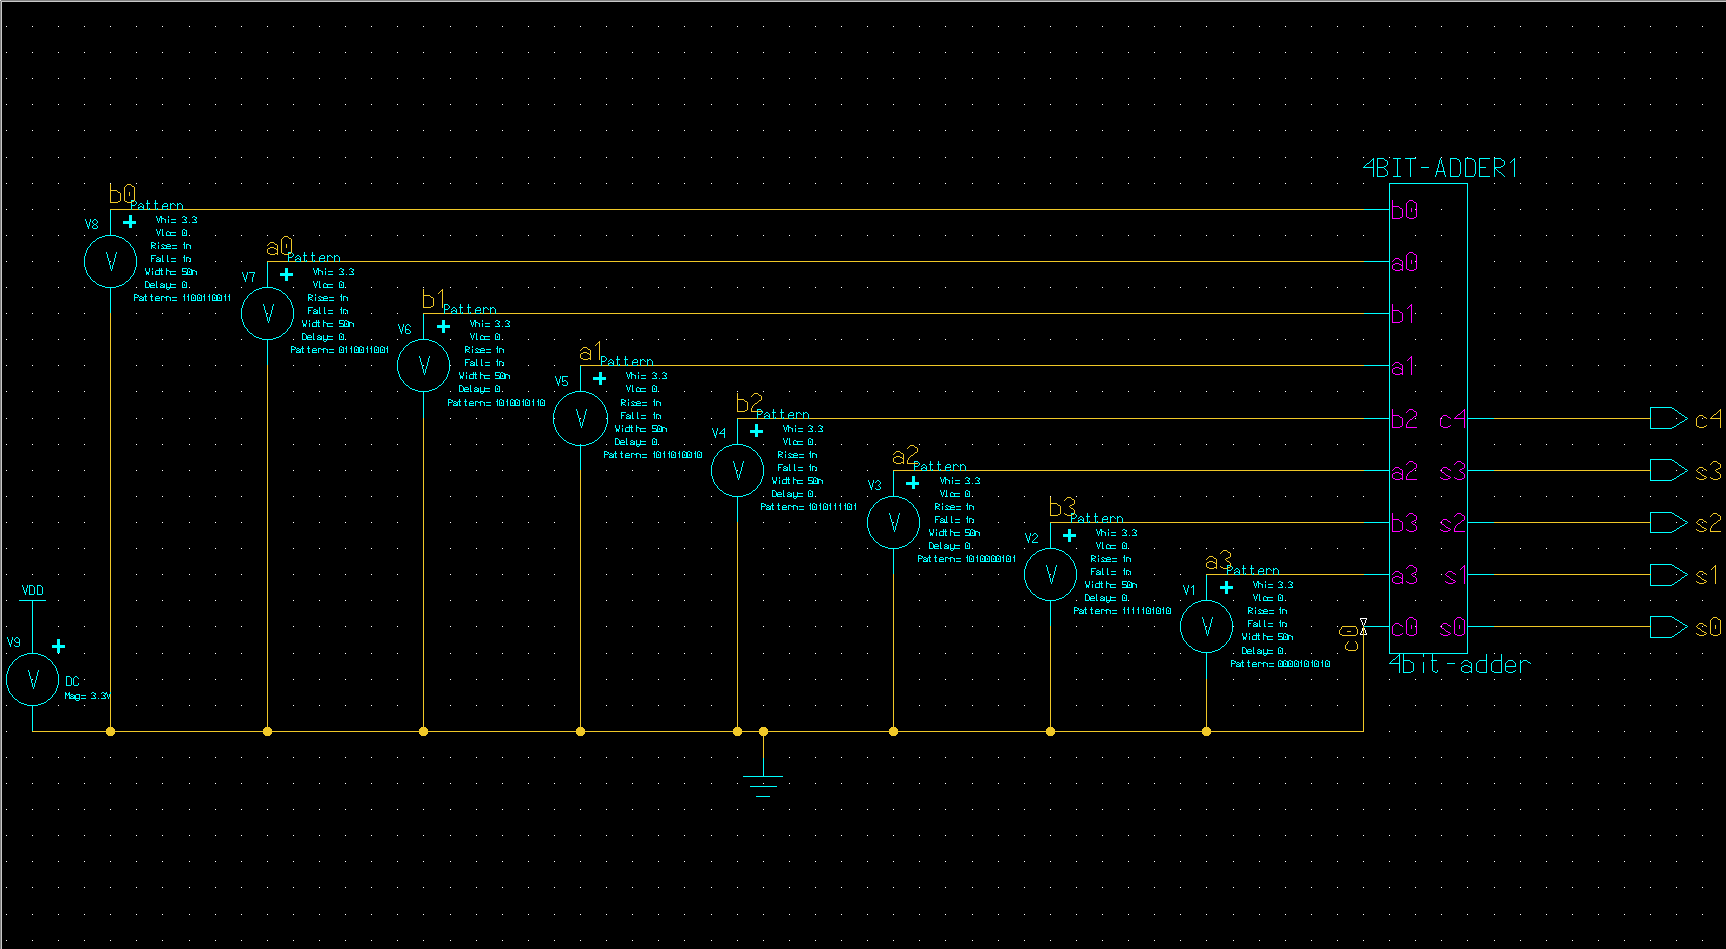 4BIT-ADDER1
b0
Pattern
V8
Vhi= 3.3
Vlo= 0.
Rise= 1n
Fall= 1n
Width= 50n
Delay= 0.
Pattern= 1100110011
V
a0
Pattern
V7
Vhi= 3.3
Vlo= 0.
Rise= 1n
Fall= 1n
Width= 50n
Delay= 0.
Pattern= 0110011001
V
b1
Pattern
V6
Vhi= 3.3
Vlo= 0.
Rise= 1n
Fall= 1n
Width= 50n
Delay= 0.
Pattern= 1010010110
V
a1
Pattern
V5
Vhi= 3.3
Vlo= 0.
Rise= 1n
Fall= 1n
Width= 50n
Delay= 0.
Pattern= 1011010010
V
b2
Pattern
V4
Vhi= 3.3
Vlo= 0.
Rise= 1n
Fall= 1n
Width= 50n
Delay= 0.
Pattern= 1010111101
V
a2
Pattern
V3
Vhi= 3.3
Vlo= 0.
Rise= 1n
Fall= 1n
Width= 50n
Delay= 0.
Pattern= 1010000101
V
b3
Pattern
V2
Vhi= 3.3
Vlo= 0.
Rise= 1n
Fall= 1n
Width= 50n
Delay= 0.
Pattern= 1111101010
V
a3
Pattern
V1
Vhi= 3.3
Vlo= 0.
Rise= 1n
Fall= 1n
Width= 50n
Delay= 0.
Pattern= 0000101010
V
VDD
V9
V
DC
Mag= 3.3V
b0
a0
b1
a1
b2 c4
a2 s3
b3 s2
a3 s1
c0 s0
c0
4bit-adder
c4
s3
s2
s1
s0